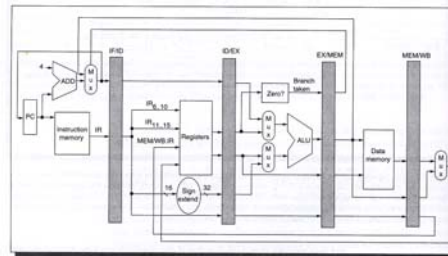 IF/ID
ID/EX
EX/MEM
MEM/WB
4
ADD
M u x
Zero?
Branch taken
PC
Instruction memory
IR
IR6..10
IR11..15
MEM/WB.IR
Registers
M u x
M u x
ALU
Data memory
M u x
16
Sign extend
32